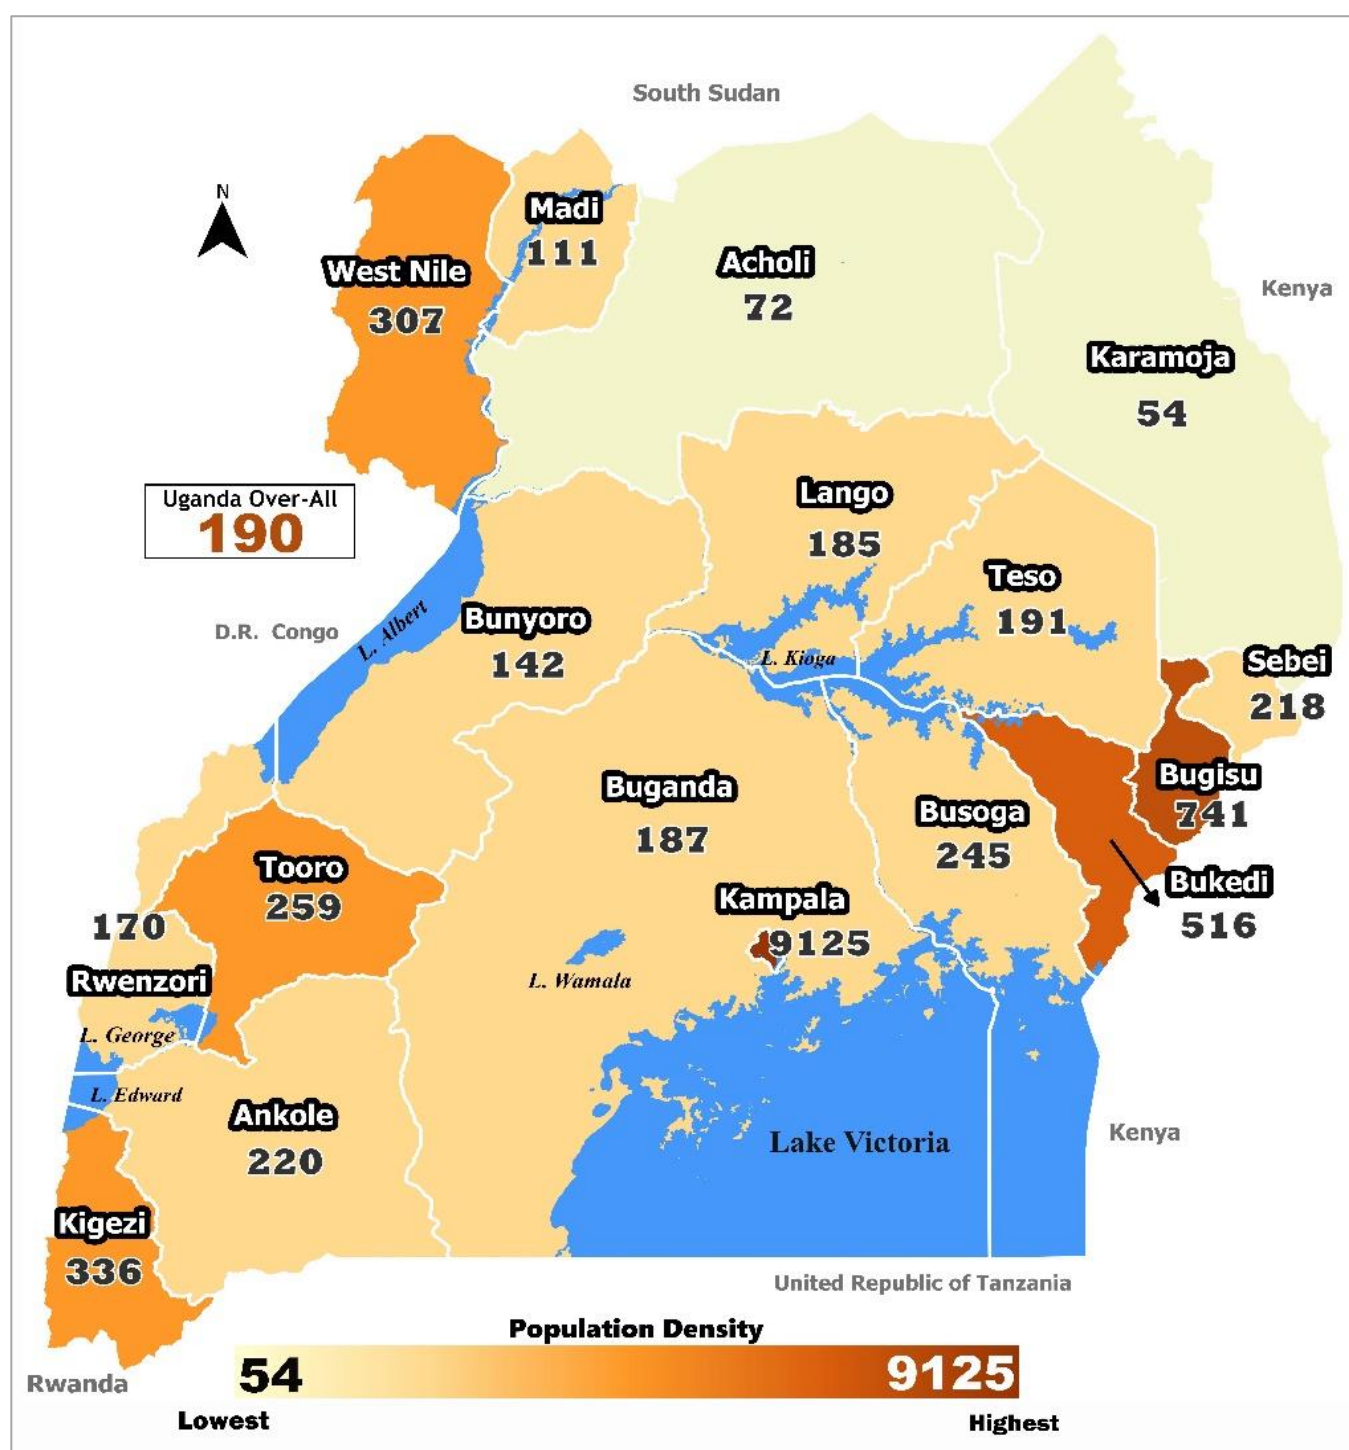 South Sudan
N
Madi
111
West Nile
307
Acholi
72
Kenya
Karamoja
54
Uganda Over-All
190
Lango
185
Teso
191
D.R. Congo
L. Albert
Bunyoro
142
L. Kioga
Sebei
218
Buganda
187
Busoga
245
Bugisu
741
Tooro
259
Kampala
9125
Bukedi
516
170
Rwenzori
L. Wamala
L. George
L. Edward
Ankole
220
Lake Victoria
Kenya
Kigezi
336
United Republic of Tanzania
Population Density
54
9125
Rwanda
Lowest
Highest